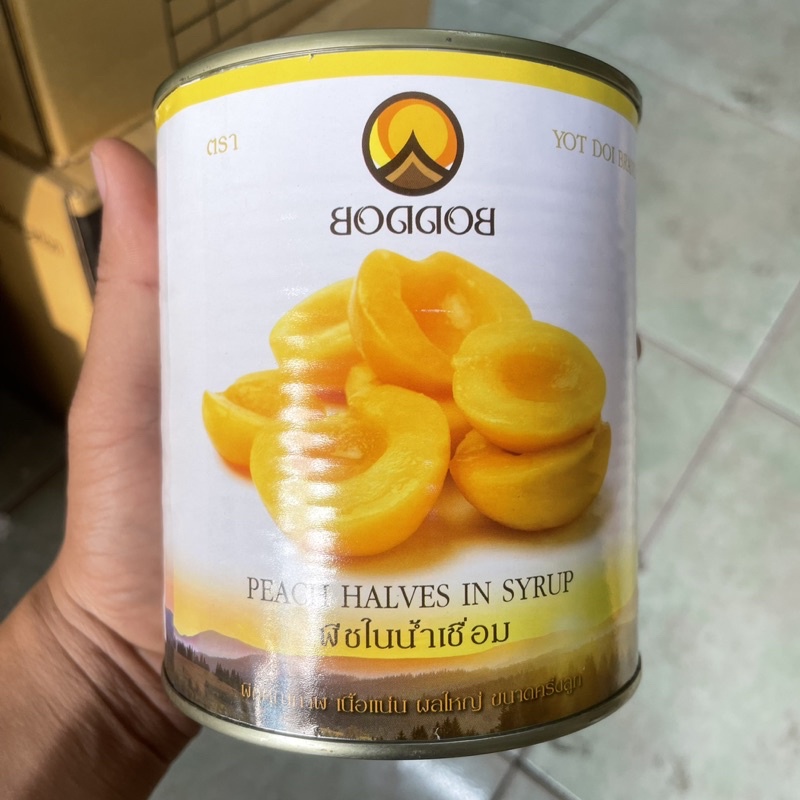 ตรา
YOT DOI
ยอดดอย
PEACH HALVES IN SYRUP
พีชในน้ำเชื่อม
เนื้อแน่น ผลใหญ่ ขนาดครึ่งลูก